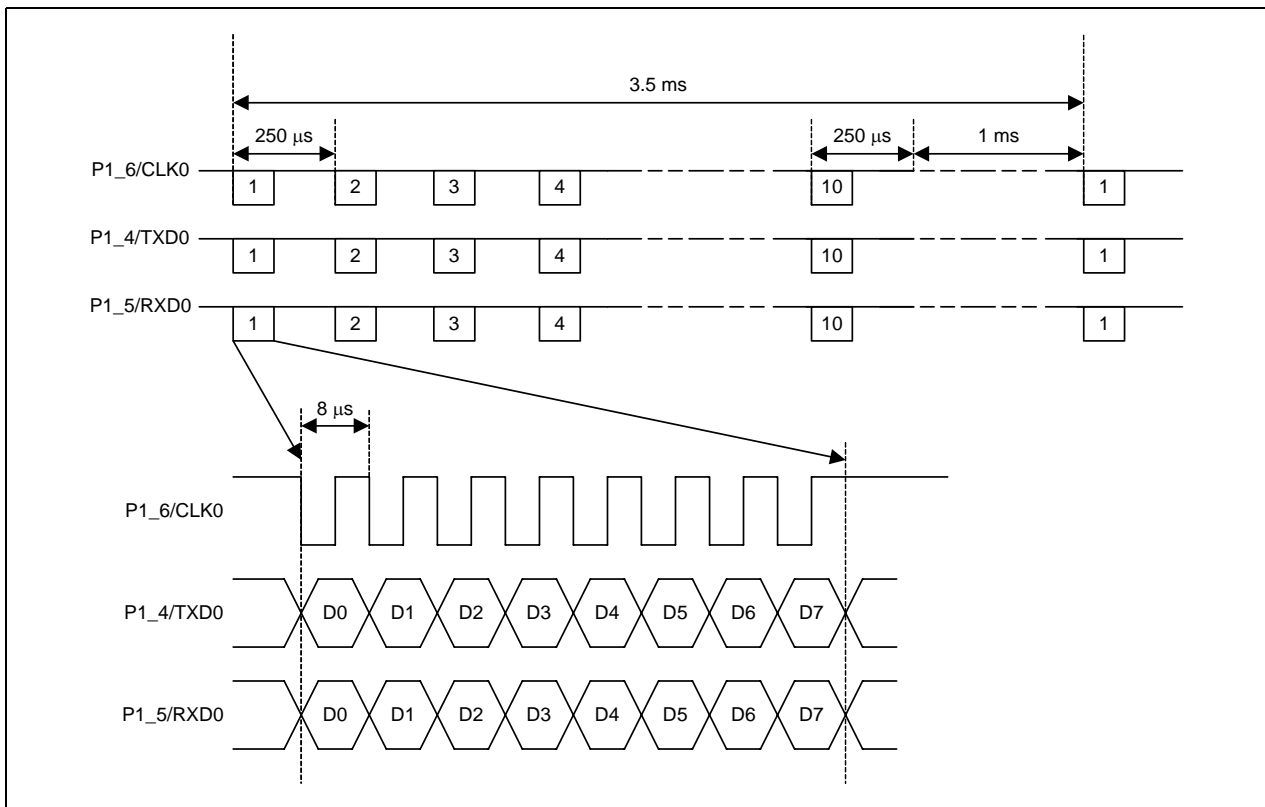 3.5 ms
250 μs 250 μs 1 ms
P1_6/CLK0 1 2 3 4 10 1
P1_4/TXD0 1 2 3 4 10 1
P1_5/RXD0 1 2 3 4 10 1
8 μs
P1_6/CLK0
P1_4/TXD0 D0 D1 D2 D3 D4 D5 D6 D7
P1_5/RXD0 D0 D1 D2 D3 D4 D5 D6 D7